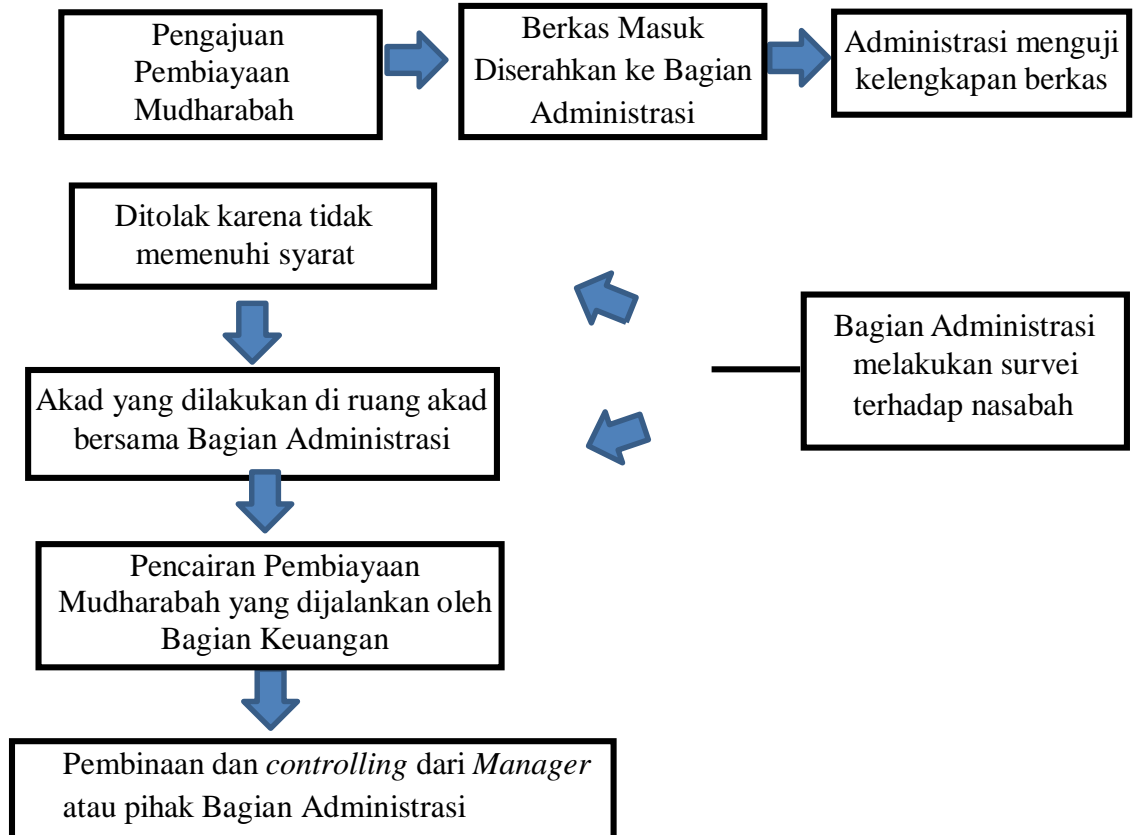 Pengajuan
Pembiayaan
Mudharabah
Berkas Masuk
Diserahkan ke Bagian
Administrasi
Administrasi menguji
kelengkapan berkas
Ditolak karena tidak
memenuhi syarat
Bagian Administrasi
melakukan survei
terhadap nasabah
Akad yang dilakukan di ruang akad
bersama Bagian Administrasi
Pencairan Pembiayaan
Mudharabah yang dijalankan oleh
Bagian Keuangan
Pembinaan dan controlling dari Manager
atau pihak Bagian Administrasi